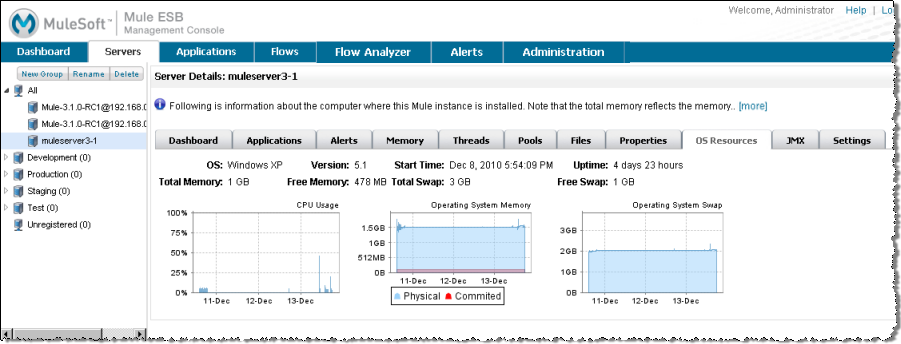 Welcome, Administrator Help | Lo
MuleSoft™ Mule ESB
Management Console
Dashboard Servers Applications Flows Flow Analyzer Alerts Administration
New Group Rename Delete
All
Mule-3.1.0-RC1@192.168.0
Mule-3.1.0-RC1@192.168.0
muleserver3-1
Development (0)
Production (0)
Staging (0)
Test (0)
Unregistered (0)
Server Details: muleserver3-1
Following is information about the computer where this Mule instance is installed. Note that the total memory reflects the memory.. [more]
Dashboard Applications Alerts Memory Threads Pools Files Properties OS Resources JMX Settings
OS: Windows XP Version: 5.1 Start Time: Dec 8, 2010 5:54:09 PM Uptime: 4 days 23 hours
Total Memory: 1 GB Free Memory: 478 MB Total Swap: 3 GB Free Swap: 1 GB
CPU Usage
100%
75%
50%
25%
0%
11-Dec 12-Dec 13-Dec
Operating System Memory
1.5GB
1GB
512MB
0B
11-Dec 12-Dec 13-Dec
Physical Commited
Operating System Swap
3GB
2GB
1GB
0B
11-Dec 12-Dec 13-Dec